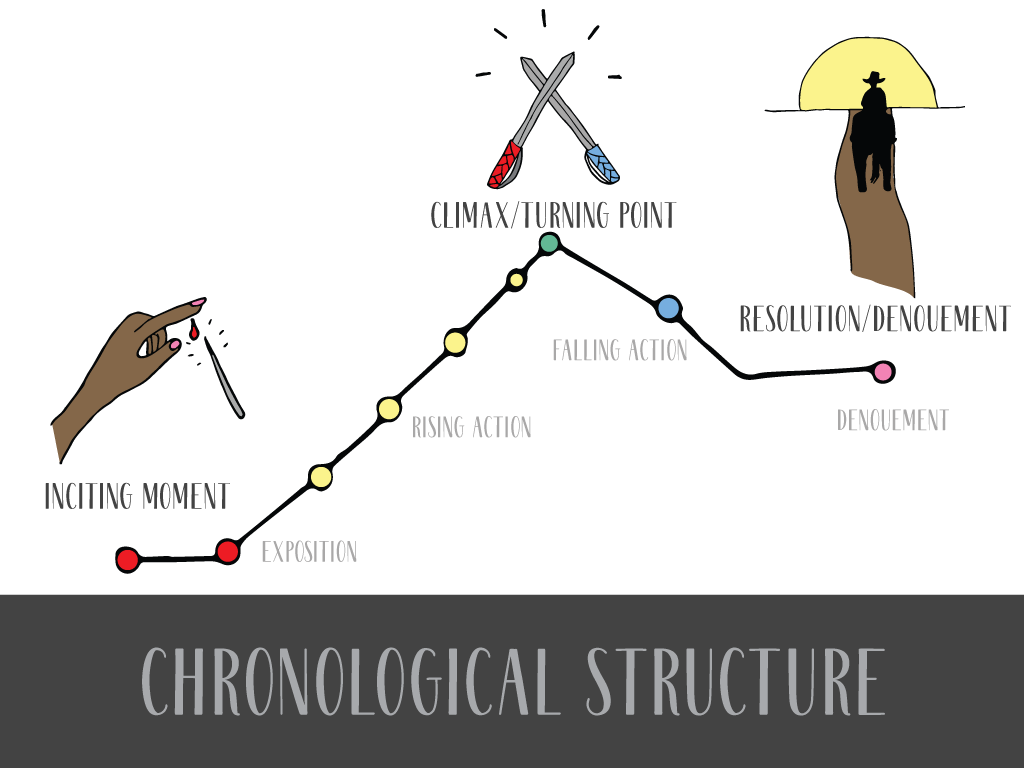 CLIMAX/TURNING POINT
RESOLUTION/DENOUEMENT
FALLING ACTION
RISING ACTION
DENOUEMENT
INCITING MOMENT
EXPOSITION
CHRONOLOGICAL STRUCTURE